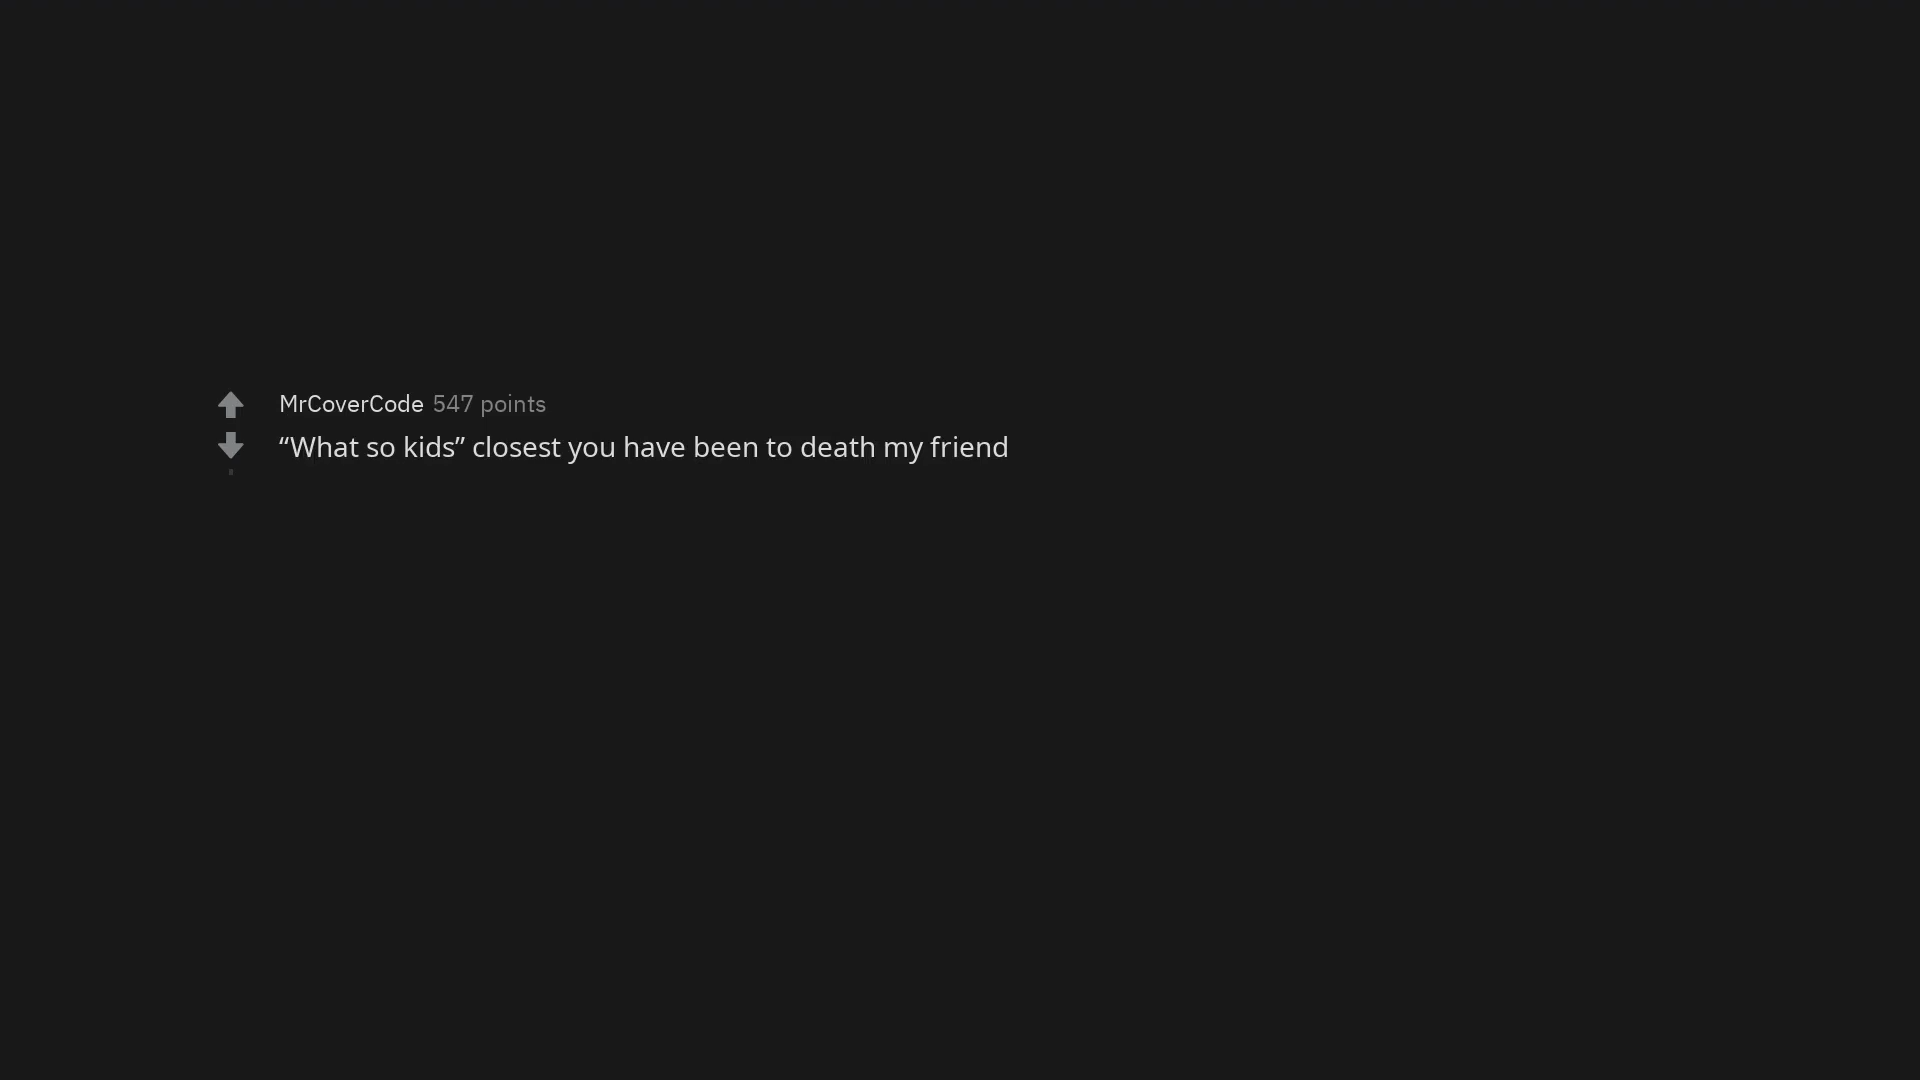 MrCoverCode 547 points
“What so kids” closest you have been to death my friend